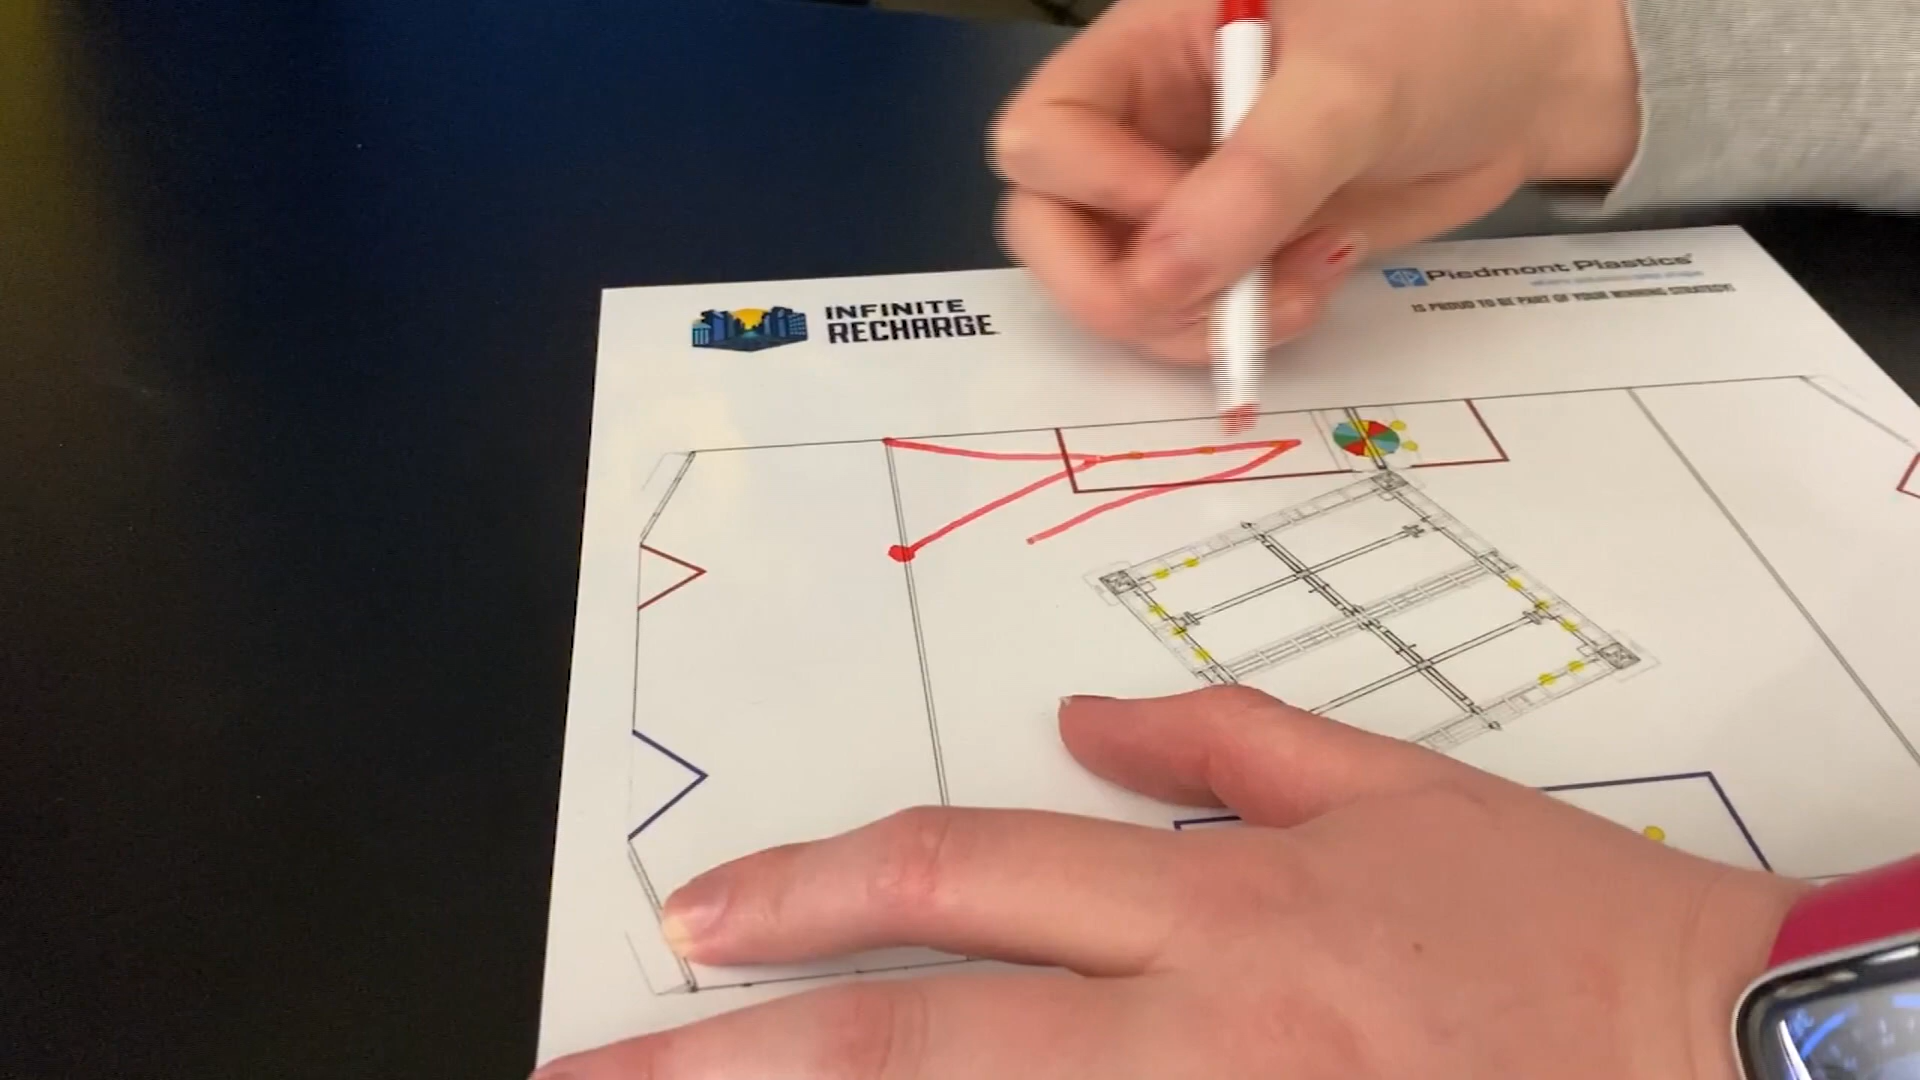 INFINITE
RECHARGE
Piedmont Plastics
IS PROUD TO BE PART OF YOUR WINNING STRATEGY!